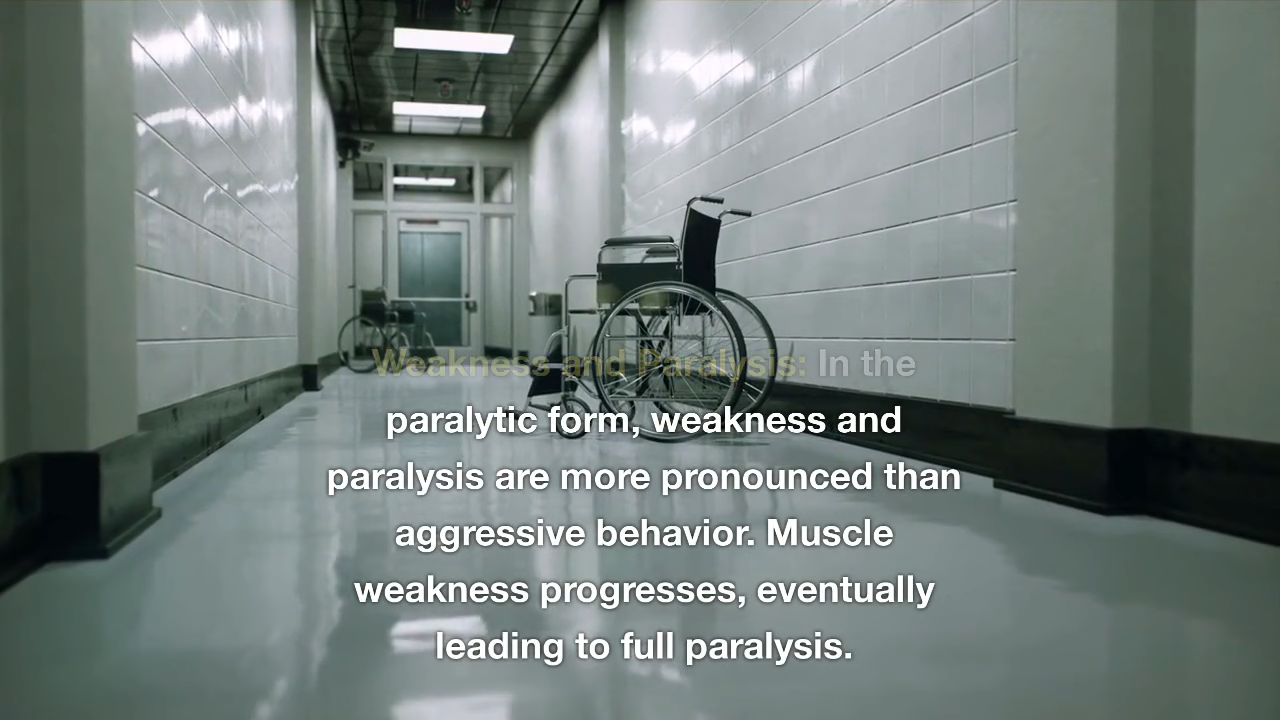 Weakness and Paralysis: In the
paralytic form, weakness and
paralysis are more pronounced than
aggressive behavior. Muscle
weakness progresses, eventually
leading to full paralysis.